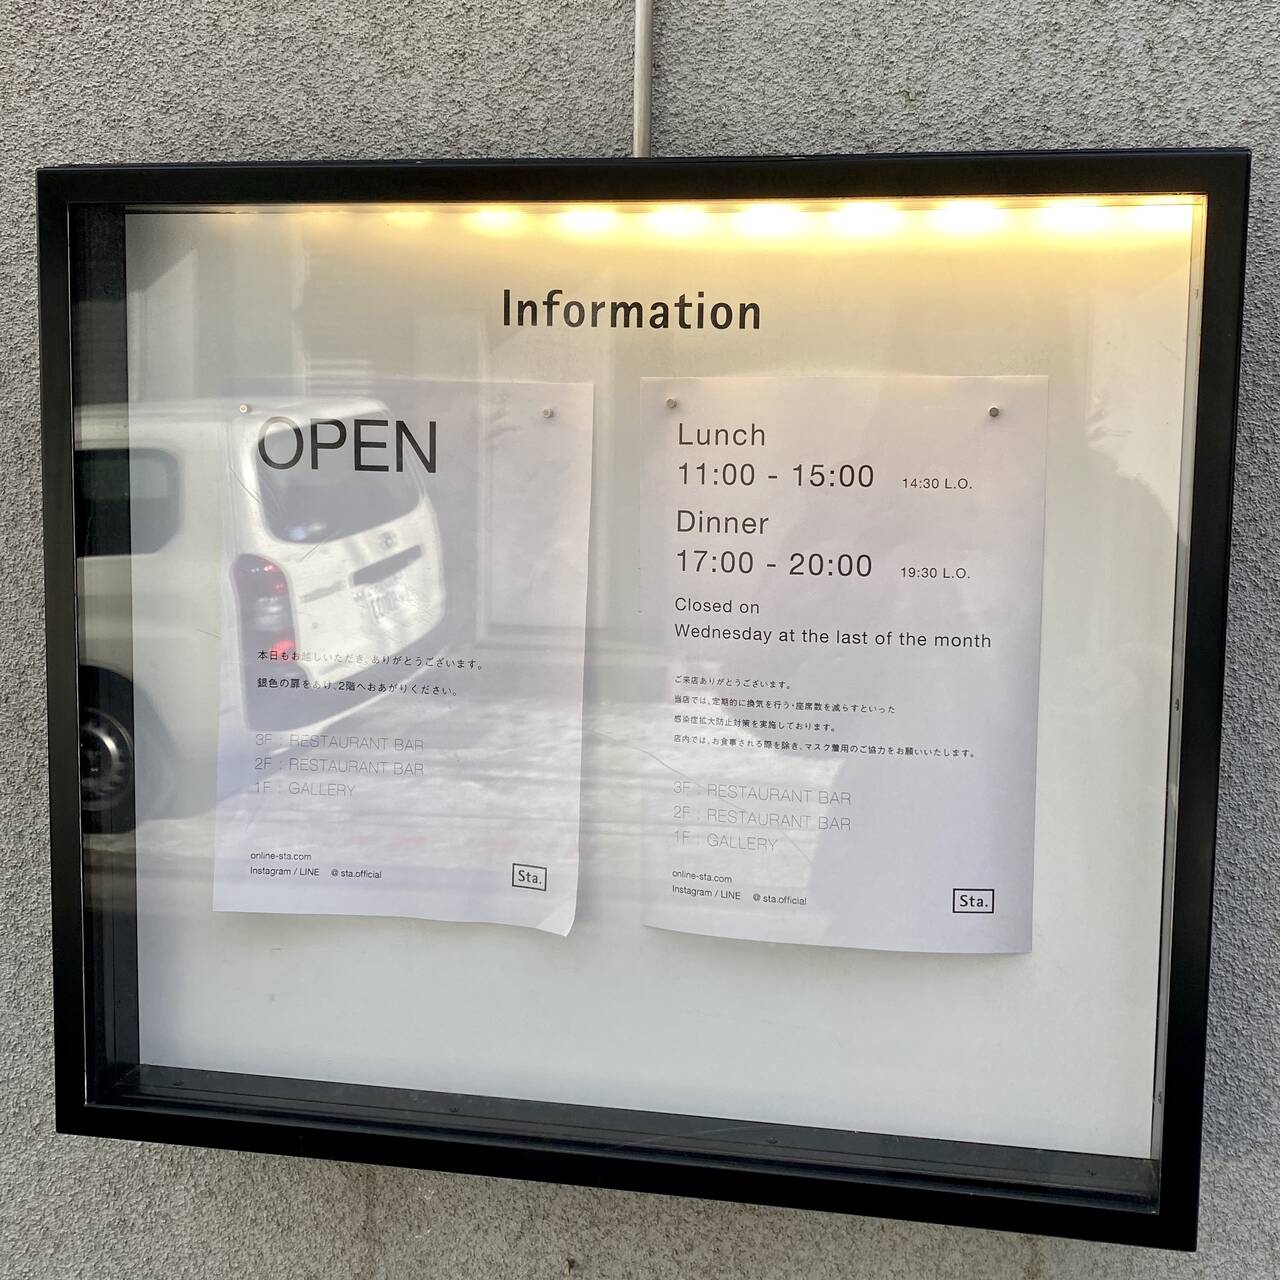 Information
OPEN
本日もお越しいただき、ありがとうございます。
銀色の扉をあけ、2階へおあがりください。
3F : RESTAURANT BAR
2F : RESTAURANT BAR
1F : GALLERY
online-sta.com
Instagram / LINE @ sta.official
Sta.
Lunch
11:00 - 15:00 14:30 L.O.
Dinner
17:00 - 20:00 19:30 L.O.
Closed on
Wednesday at the last of the month
ご来店ありがとうございます。
当店では、定期的に換気を行う・座席数を減らすといった
感染症拡大防止対策を実施しております。
店内では、お食事される際を除き、マスク着用のご協力をお願いいたします。
3F : RESTAURANT BAR
2F : RESTAURANT BAR
1F : GALLERY
online-sta.com
Instagram / LINE @ sta.official
Sta.